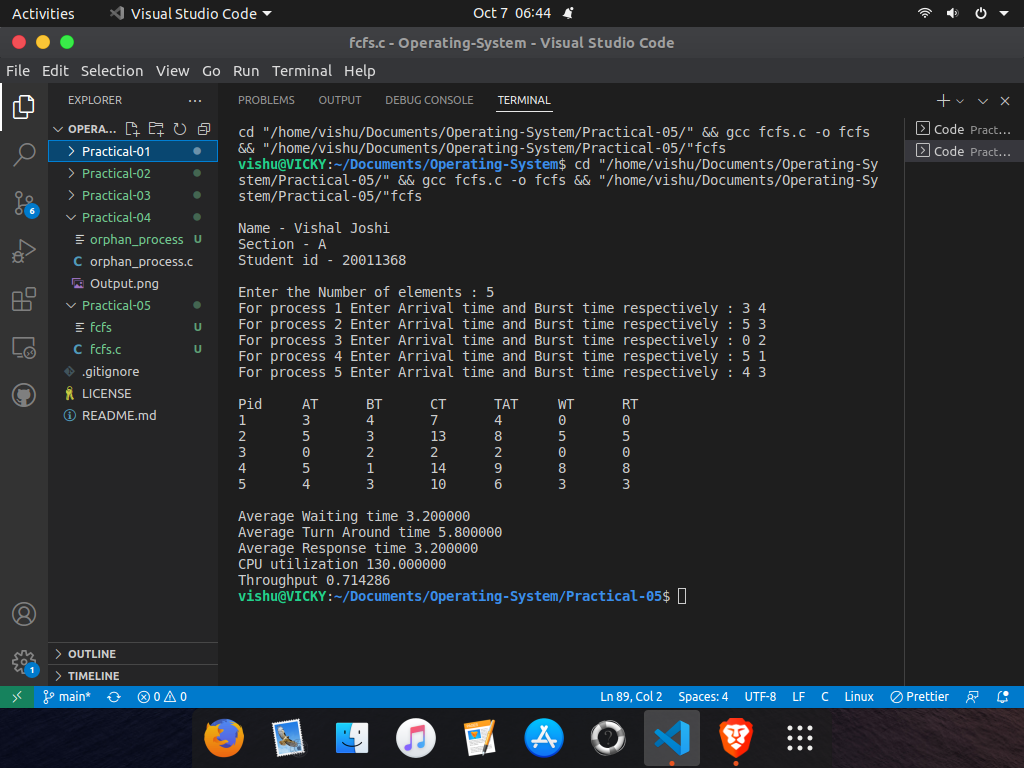 Activities Visual Studio Code Oct 7 06:44
fcfs.c - Operating-System - Visual Studio Code
File Edit Selection View Go Run Terminal Help
EXPLORER ...
OPERA...
Practical-01
Practical-02
Practical-03
Practical-04
orphan_process U
C orphan_process.c
Output.png
Practical-05
fcfs U
C fcfs.c U
.gitignore
LICENSE
README.md
OUTLINE
TIMELINE
6
1
PROBLEMS OUTPUT DEBUG CONSOLE TERMINAL
cd "/home/vishu/Documents/Operating-System/Practical-05/" && gcc fcfs.c -o fcfs
&& "/home/vishu/Documents/Operating-System/Practical-05/"fcfs
vishu@VICKY:~/Documents/Operating-System$ cd "/home/vishu/Documents/Operating-Sy
stem/Practical-05/" && gcc fcfs.c -o fcfs && "/home/vishu/Documents/Operating-Sy
stem/Practical-05/"fcfs
Name - Vishal Joshi
Section - A
Student id - 20011368
Enter the Number of elements : 5
For process 1 Enter Arrival time and Burst time respectively : 3 4
For process 2 Enter Arrival time and Burst time respectively : 5 3
For process 3 Enter Arrival time and Burst time respectively : 0 2
For process 4 Enter Arrival time and Burst time respectively : 5 1
For process 5 Enter Arrival time and Burst time respectively : 4 3
Pid AT BT CT TAT WT RT
1 3 4 7 4 0 0
2 5 3 13 8 5 5
3 0 2 2 2 0 0
4 5 1 14 9 8 8
5 4 3 10 6 3 3
Average Waiting time 3.200000
Average Turn Around time 5.800000
Average Response time 3.200000
CPU utilization 130.000000
Throughput 0.714286
vishu@VICKY:~/Documents/Operating-System/Practical-05$
Code Pract...
Code Pract...
main* 0 0 Ln 89, Col 2 Spaces: 4 UTF-8 LF C Linux Prettier